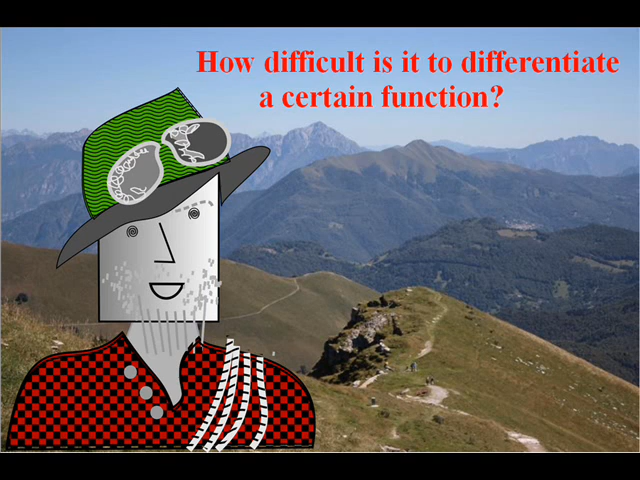 How difficult is it to differentiate
a certain function?